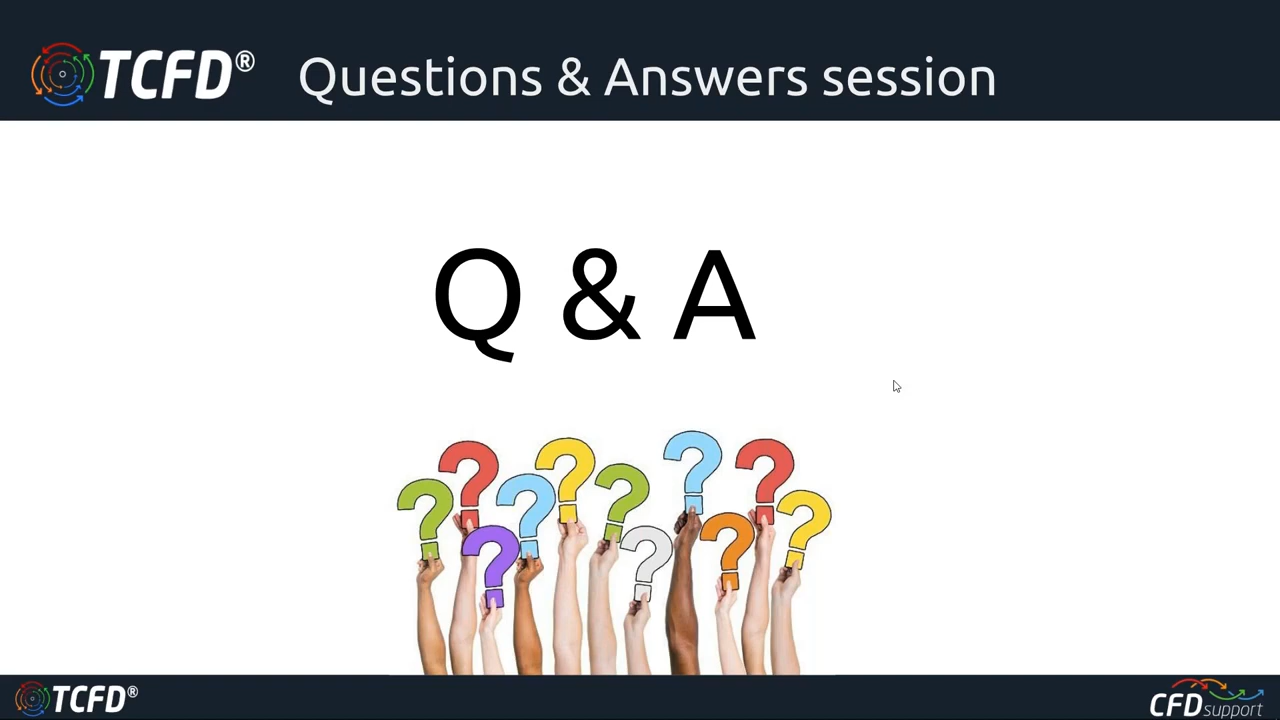 TCFD® Questions & Answers session
Q & A
? ? ? ? ? ? ? ? ? ? ?
TCFD®
CFD support